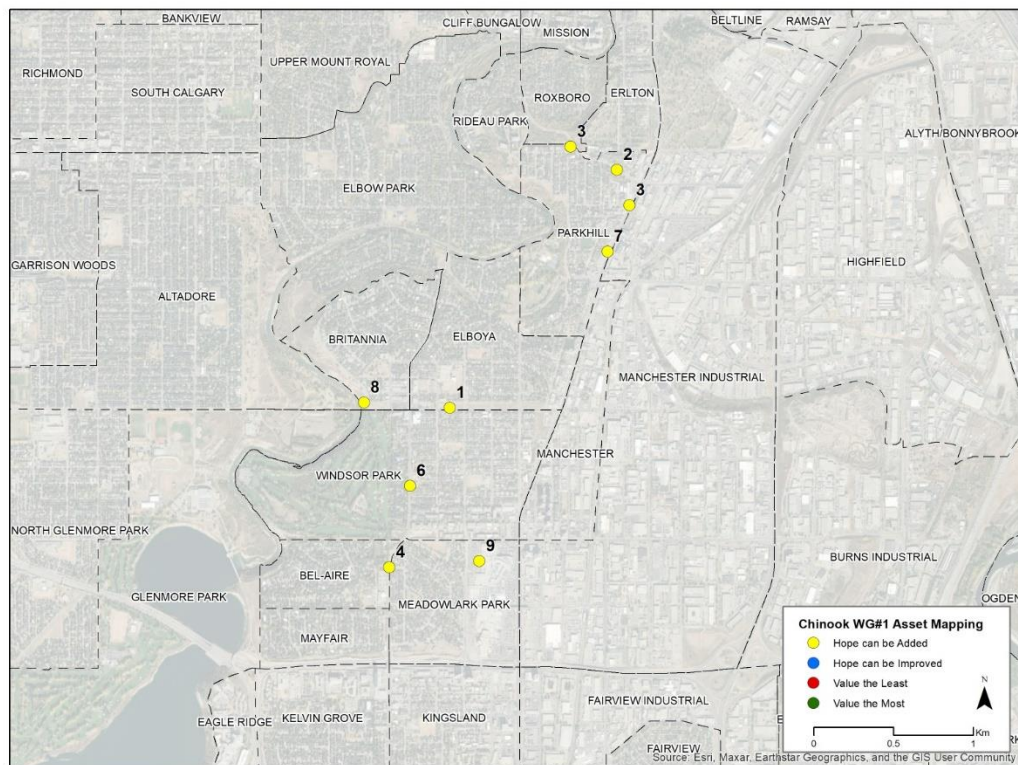 BANKVIEW
CLIFF BUNGALOW
MISSION
BELTLINE
RAMSAY
RICHMOND
UPPER MOUNT ROYAL
SOUTH CALGARY
ROXBORO
ERLTON
RIDEAU PARK
ALYTH/BONNYBROOK
3
2
ELBOW PARK
3
PARKHILL
7
HIGHFIELD
GARRISON WOODS
ALTADORE
BRITANNIA
ELBOYA
MANCHESTER INDUSTRIAL
8
1
MANCHESTER
WINDSOR PARK
6
NORTH GLENMORE PARK
4
9
BURNS INDUSTRIAL
BEL-AIRE
GLENMORE PARK
MEADOWLARK PARK
OGDEN
MAYFAIR
Chinook WG#1 Asset Mapping
Hope can be Added
Hope can be Improved
Value the Least
Value the Most
N
Km
0 0.5 1
FAIRVIEW INDUSTRIAL
EAGLE RIDGE
KELVIN GROVE
KINGSLAND
FAIRVIEW
Source: Esri, Maxar, Earthstar Geographics, and the GIS User Community